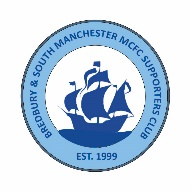 BREDBURY & SOUTH MANCHESTER MCFC SUPPORTERS CLUB
EST. 1999